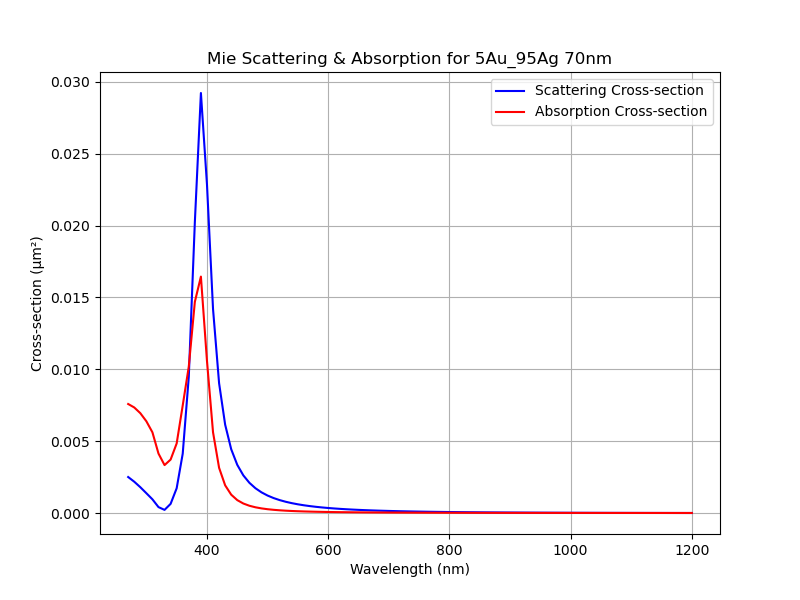 Mie Scattering & Absorption for 5Au_95Ag 70nm
Scattering Cross-section
Absorption Cross-section
Cross-section (μm²)
0.030
0.025
0.020
0.015
0.010
0.005
0.000
400 600 800 1000 1200
Wavelength (nm)